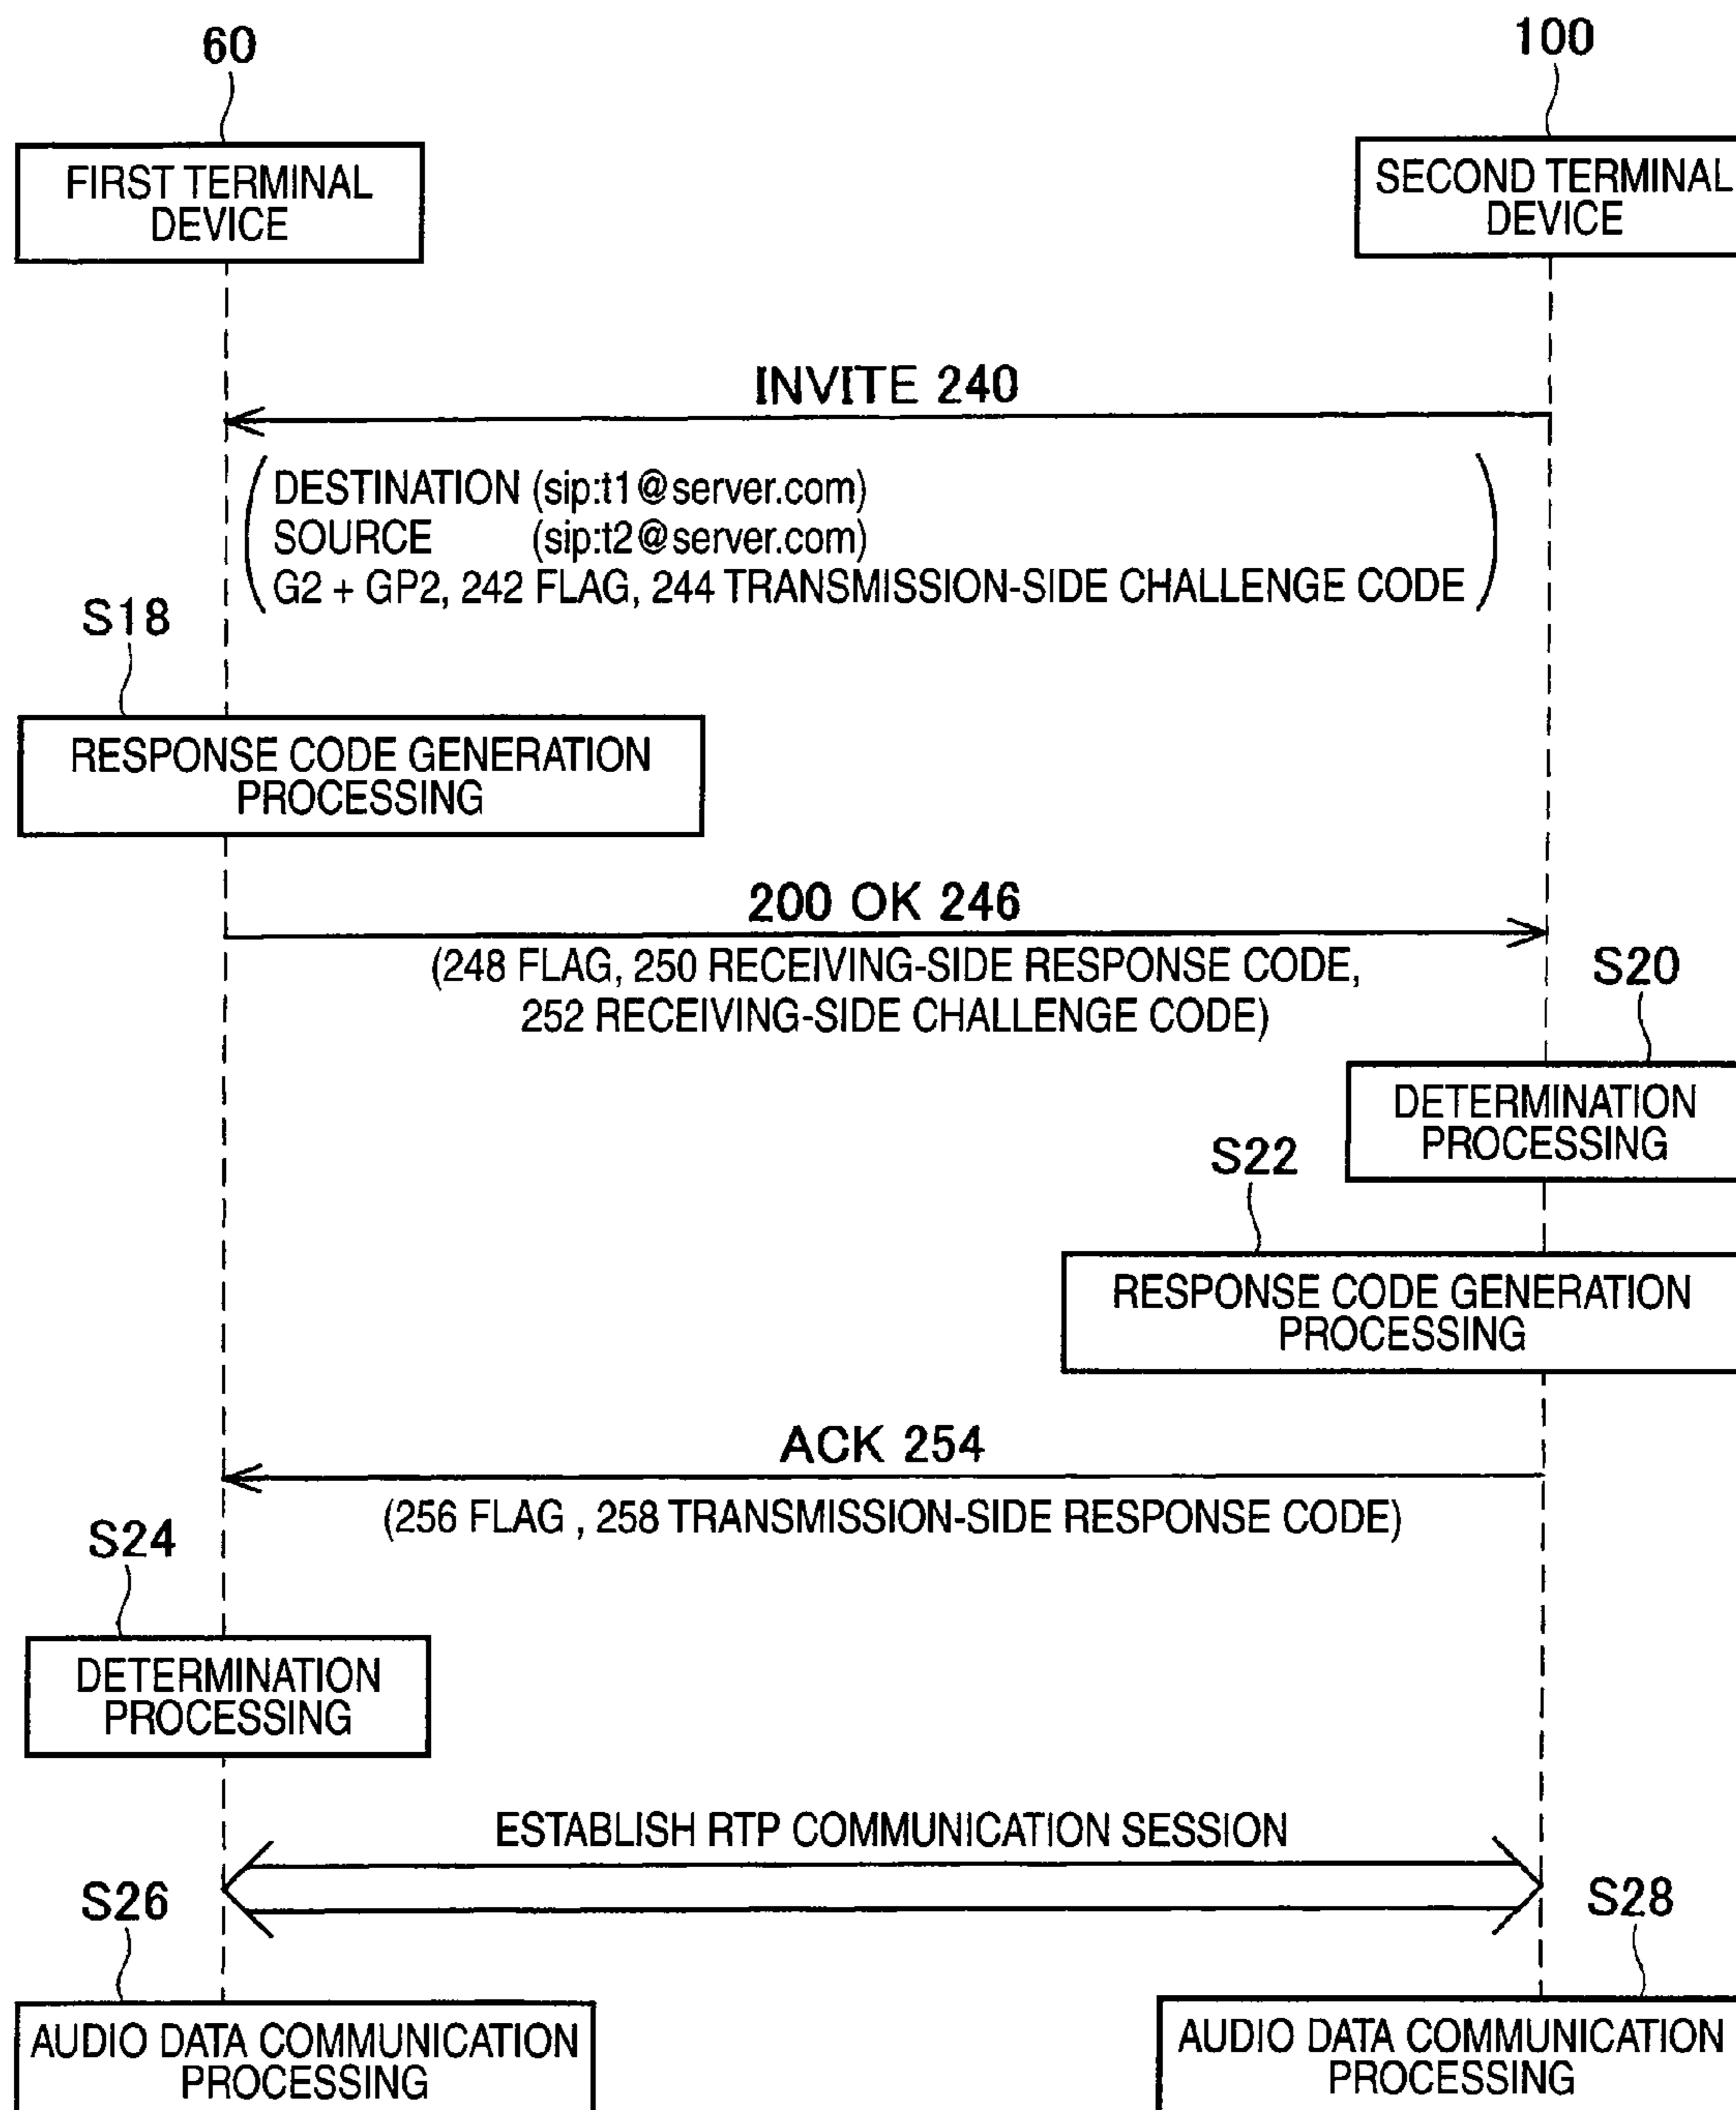 60
100
FIRST TERMINAL
DEVICE
SECOND TERMINAL
DEVICE
INVITE 240
DESTINATION (sip:t1@server.com)
SOURCE (sip:t2@server.com)
G2 + GP2, 242 FLAG, 244 TRANSMISSION-SIDE CHALLENGE CODE
S18
RESPONSE CODE GENERATION
PROCESSING
200 OK 246
(248 FLAG, 250 RECEIVING-SIDE RESPONSE CODE,
252 RECEIVING-SIDE CHALLENGE CODE)
S20
DETERMINATION
PROCESSING
S22
RESPONSE CODE GENERATION
PROCESSING
ACK 254
(256 FLAG , 258 TRANSMISSION-SIDE RESPONSE CODE)
S24
DETERMINATION
PROCESSING
ESTABLISH RTP COMMUNICATION SESSION
S26
S28
AUDIO DATA COMMUNICATION
PROCESSING
AUDIO DATA COMMUNICATION
PROCESSING